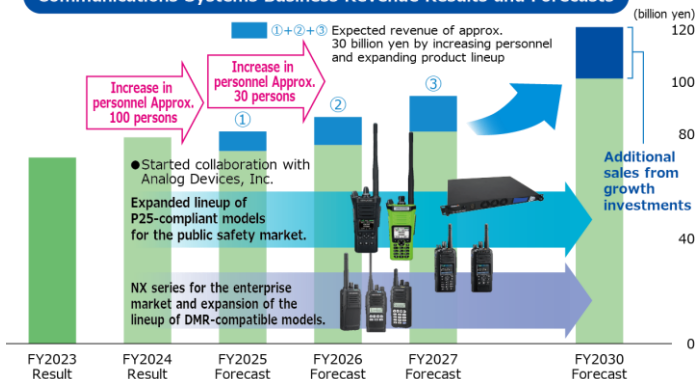 Communications Systems Business Revenue Results and Forecasts
(billion yen)
①+②+③ Expected revenue of approx.
30 billion yen by increasing personnel
and expanding product lineup
120
100
80
40
0
Increase in
personnel Approx.
100 persons
Increase in
personnel Approx.
30 persons
①
②
③
●Started collaboration with
Analog Devices, Inc.
Expanded lineup of
P25-compliant models
for the public safety market.
Additional
sales from
growth
investments
NX series for the enterprise
market and expansion of the
lineup of DMR-compatible models.
FY2023
Result
FY2024
Result
FY2025
Forecast
FY2026
Forecast
FY2027
Forecast
FY2030
Forecast